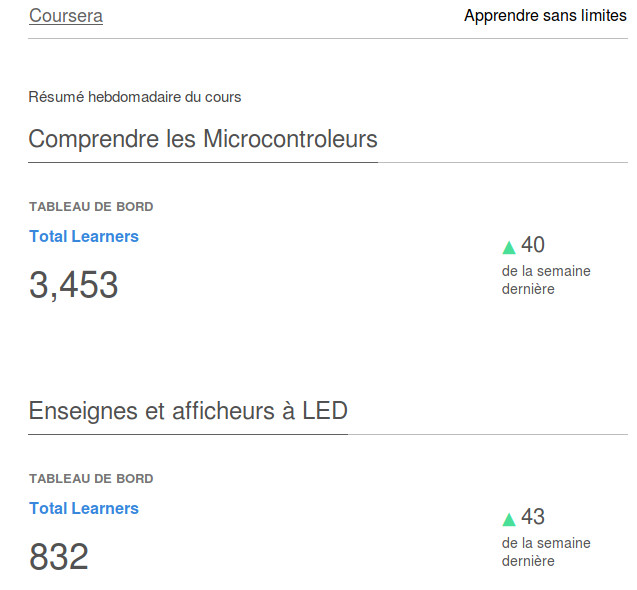 Coursera
Apprendre sans limites
Résumé hebdomadaire du cours
Comprendre les Microcontroleurs
TABLEAU DE BORD
Total Learners
3,453
40
de la semaine
dernière
Enseignes et afficheurs à LED
TABLEAU DE BORD
Total Learners
832
43
de la semaine
dernière